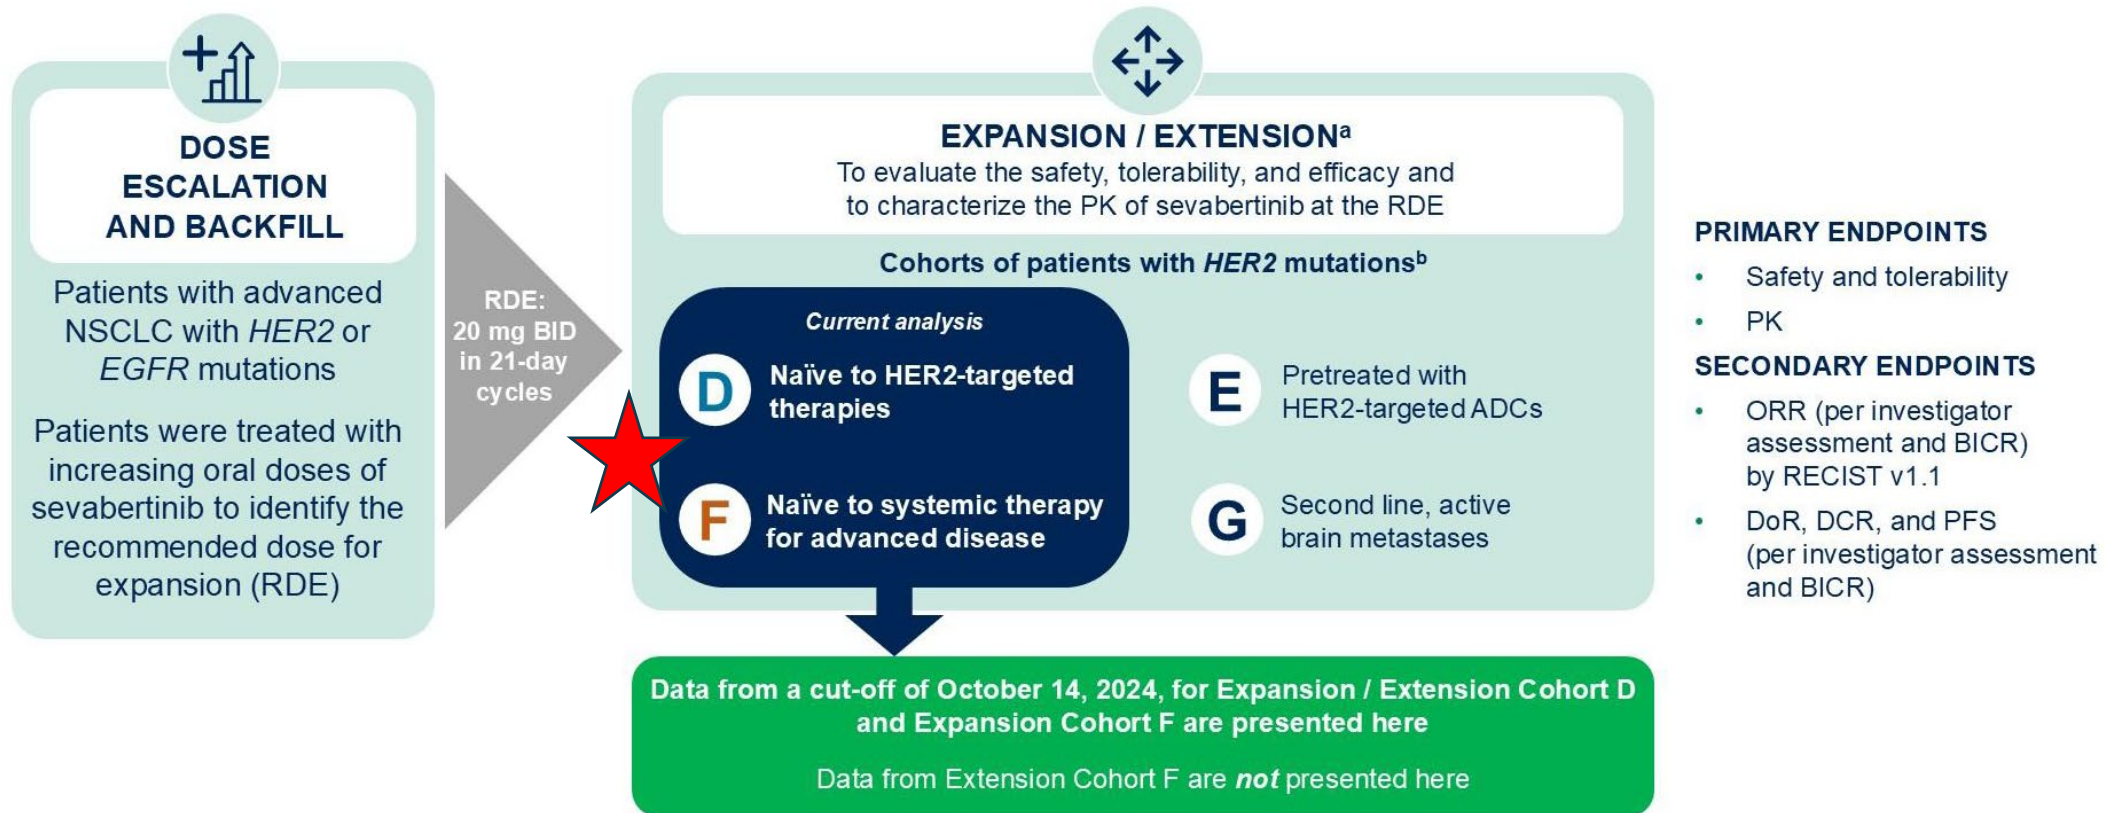 DOSE
ESCALATION
AND BACKFILL
Patients with advanced
NSCLC with HER2 or
EGFR mutations
Patients were treated with
increasing oral doses of
sevabertinib to identify the
recommended dose for
expansion (RDE)
RDE:
20 mg BID
in 21-day
cycles
EXPANSION / EXTENSIONᵃ
To evaluate the safety, tolerability, and efficacy and
to characterize the PK of sevabertinib at the RDE
Cohorts of patients with HER2 mutationsᵇ
Current analysis
D
Naïve to HER2-targeted
therapies
F
Naïve to systemic therapy
for advanced disease
E
Pretreated with
HER2-targeted ADCs
G
Second line, active
brain metastases
Data from a cut-off of October 14, 2024, for Expansion / Extension Cohort D
and Expansion Cohort F are presented here
Data from Extension Cohort F are not presented here
PRIMARY ENDPOINTS
• Safety and tolerability
• PK
SECONDARY ENDPOINTS
• ORR (per investigator
assessment and BICR)
by RECIST v1.1
• DoR, DCR, and PFS
(per investigator assessment
and BICR)